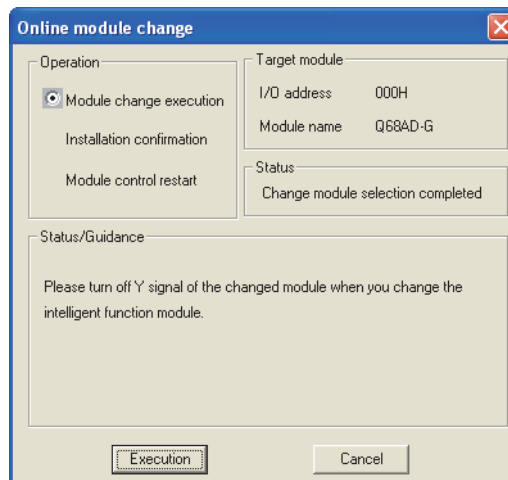 Online module change
Operation
Module change execution
Installation confirmation
Module control restart
Target module
I/O address 000H
Module name Q68AD-G
Status
Change module selection completed
Status/Guidance
Please turn off Y signal of the changed module when you change the
intelligent function module.
Execution Cancel